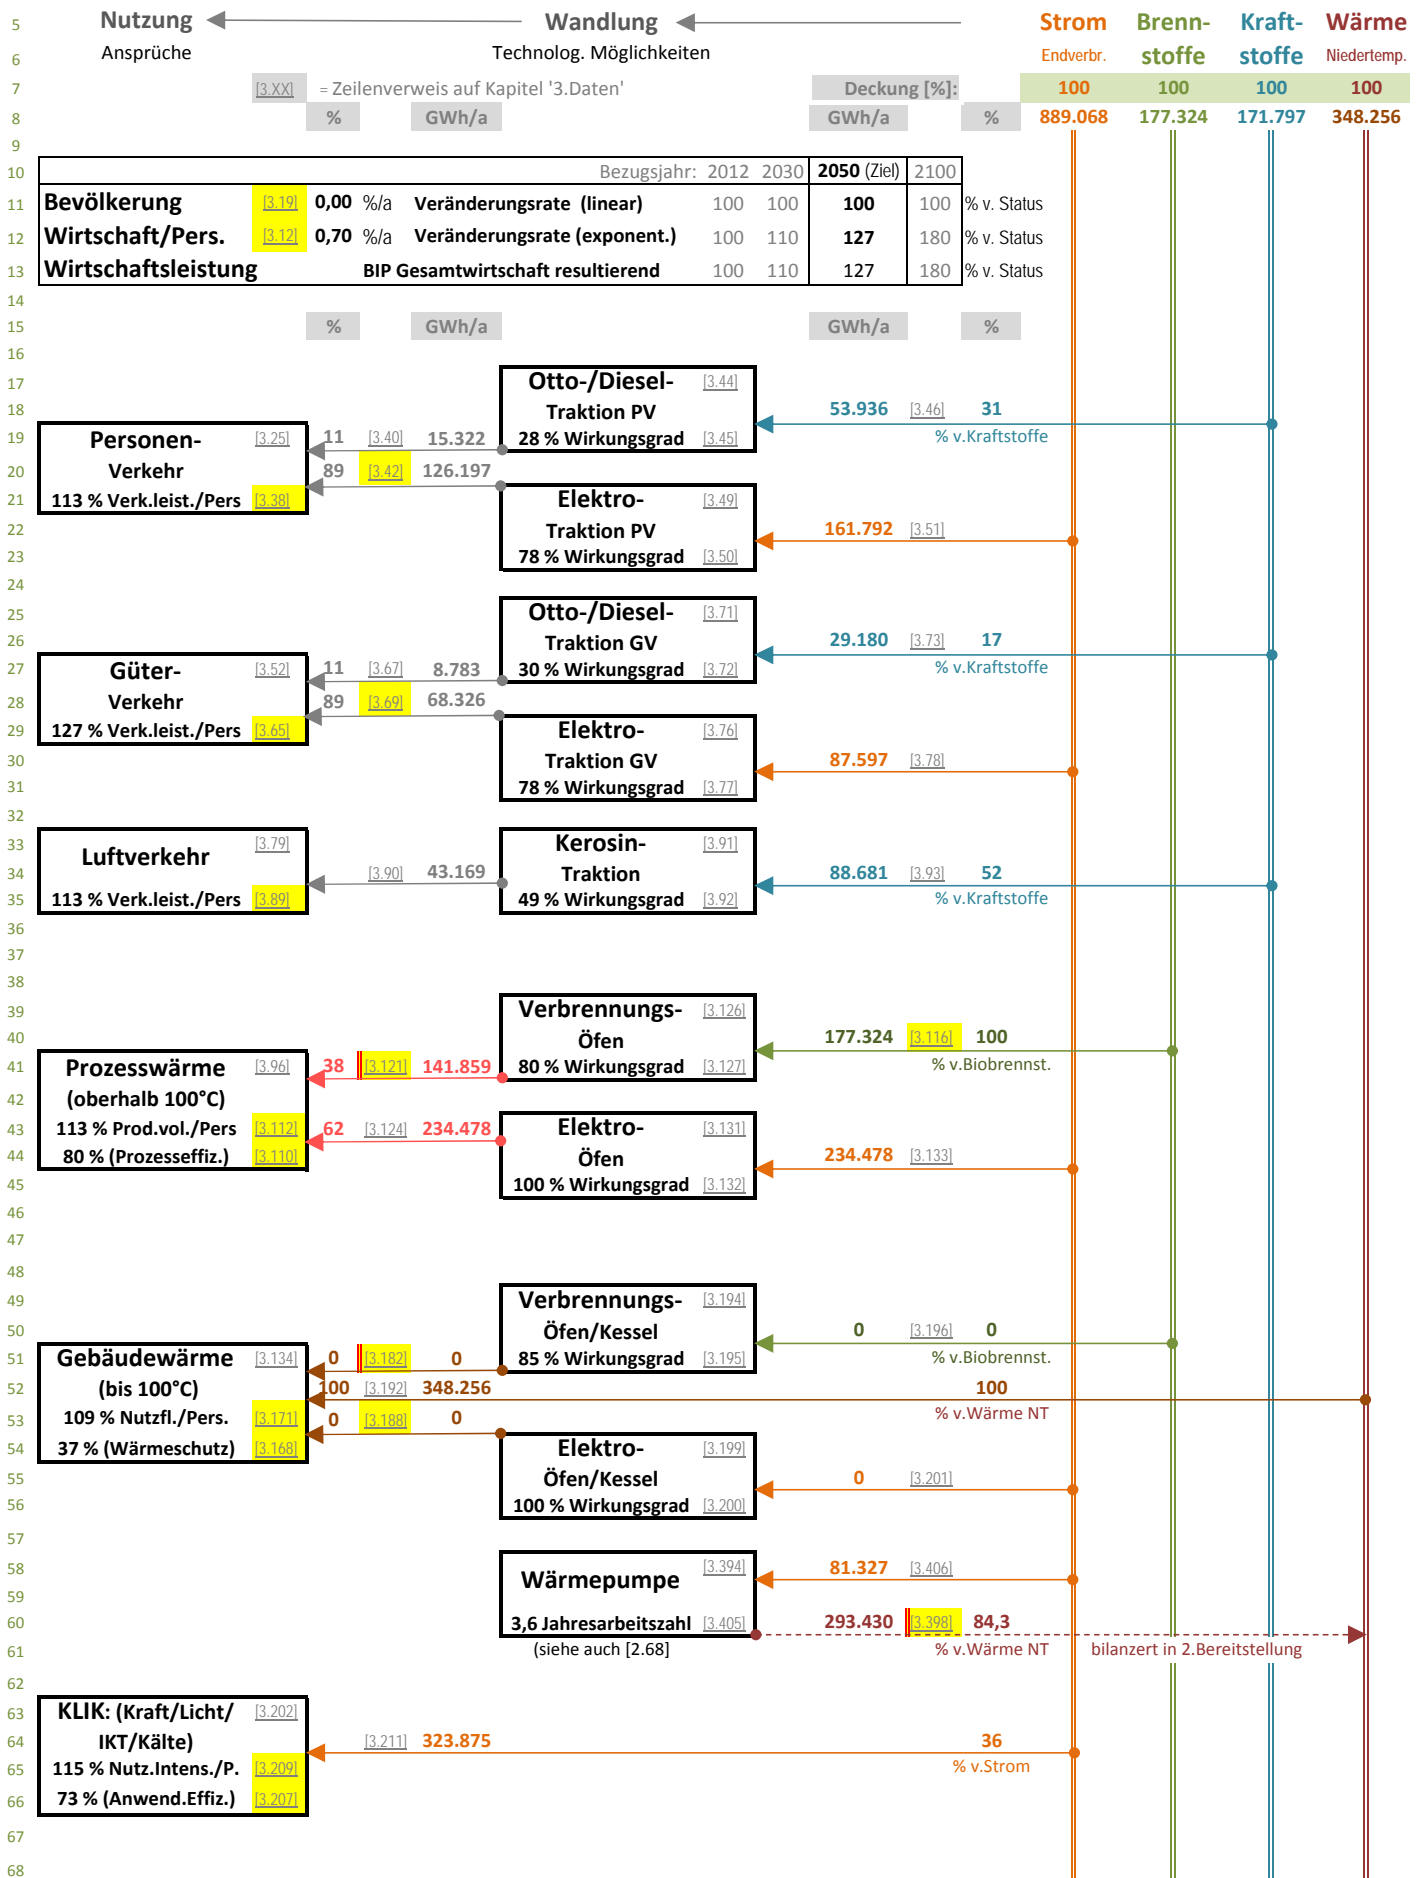 5 Nutzung Wandlung Strom Brenn- Kraft- Wärme
6 Ansprüche Technolog. Möglichkeiten Endverbr. stoffe stoffe Niedertemp.
7 [3.XX] = Zeilenverweis auf Kapitel '3.Daten' Deckung [%]: 100 100 100 100
8 % GWh/a GWh/a % 889.068 177.324 171.797 348.256
9
10 Bezugsjahr: 2012 2030 2050 (Ziel) 2100
11 Bevölkerung [3.19] 0,00 %/a Veränderungsrate (linear) 100 100 100 100 % v. Status
12 Wirtschaft/Pers. [3.12] 0,70 %/a Veränderungsrate (exponent.) 100 110 127 180 % v. Status
13 Wirtschaftsleistung BIP Gesamtwirtschaft resultierend 100 110 127 180 % v. Status
14
15 % GWh/a GWh/a %
16
17 Otto-/Diesel- [3.44]
18 Traktion PV 53.936 [3.46] 31
19 Personen- [3.25] 11 [3.40] 15.322 28 % Wirkungsgrad [3.45] % v.Kraftstoffe
20 Verkehr 89 [3.42] 126.197
21 113 % Verk.leist./Pers [3.38] Elektro- [3.49]
22 Traktion PV 161.792 [3.51]
23 78 % Wirkungsgrad [3.50]
24
25 Otto-/Diesel- [3.71]
26 Traktion GV 29.180 [3.73] 17
27 Güter- [3.52] 11 [3.67] 8.783 30 % Wirkungsgrad [3.72] % v.Kraftstoffe
28 Verkehr 89 [3.69] 68.326
29 127 % Verk.leist./Pers [3.65] Elektro- [3.76]
30 Traktion GV 87.597 [3.78]
31 78 % Wirkungsgrad [3.77]
32
33 Luftverkehr [3.79] Kerosin- [3.91]
34 [3.90] 43.169 Traktion 88.681 [3.93] 52
35 113 % Verk.leist./Pers [3.89] 49 % Wirkungsgrad [3.92] % v.Kraftstoffe
36
37
38
39 Verbrennungs- [3.126]
40 Öfen 177.324 [3.116] 100
41 Prozesswärme [3.96] 38 [3.121] 141.859 80 % Wirkungsgrad [3.127] % v.Biobrennst.
42 (oberhalb 100°C)
43 113 % Prod.vol./Pers [3.112] 62 [3.124] 234.478 Elektro- [3.131]
44 80 % (Prozesseffiz.) [3.110] Öfen 234.478 [3.133]
45 100 % Wirkungsgrad [3.132]
46
47
48
49 Verbrennungs- [3.194]
50 Öfen/Kessel 0 [3.196] 0
51 Gebäudewärme [3.134] 0 [3.182] 0 85 % Wirkungsgrad [3.195] % v.Biobrennst.
52 (bis 100°C) 100 [3.192] 348.256 100
53 109 % Nutzfl./Pers. [3.171] 0 [3.188] 0 % v.Wärme NT
54 37 % (Wärmeschutz) [3.168] Elektro- [3.199]
55 Öfen/Kessel 0 [3.201]
56 100 % Wirkungsgrad [3.200]
57
58 Wärmepumpe [3.394] 81.327 [3.406]
59
60 3,6 Jahresarbeitszahl [3.405] 293.430 [3.398] 84,3
61 (siehe auch [2.68] % v.Wärme NT bilanzert in 2.Bereitstellung
62
63 KLIK: (Kraft/Licht/ [3.202]
64 IKT/Kälte) [3.211] 323.875 36
65 115 % Nutz.Intens./P. [3.209] % v.Strom
66 73 % (Anwend.Effiz.) [3.207]
67
68